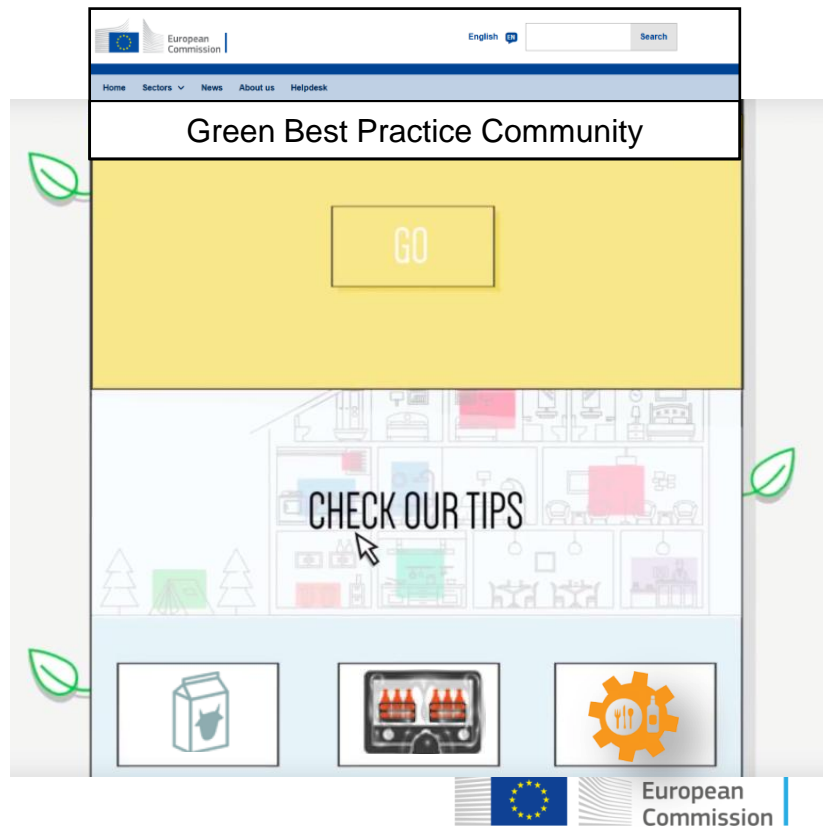 European
Commission
English EN
Search
Home Sectors News About us Helpdesk
Green Best Practice Community
GO
CHECK OUR TIPS
European
Commission